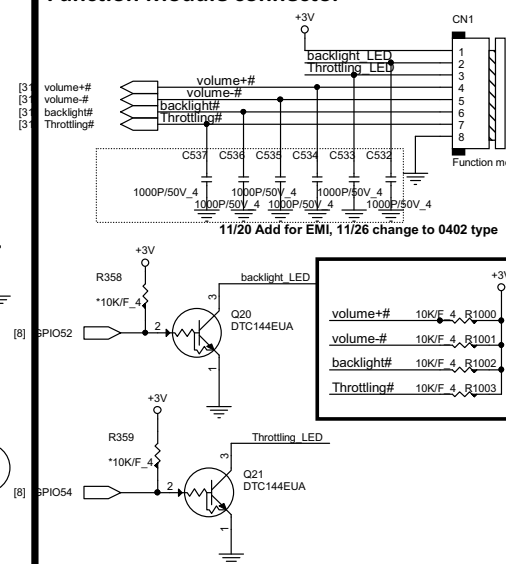 +3V
CN1
backlight_LED
Throttling_LED
1
2
3
4
5
6
7
8
[31 volume+# volume+#
[31 volume-# volume-#
[31 backlight# backlight#
[31 Throttling# Throttling#
C537 C536 C535 C534 C533 C532
1000P/50V_4 1000P/50V_4 1000P/50V_4
1000P/50V_4 1000P/50V_4 1000P/50V_4
Function m
11/20 Add for EMI, 11/26 change to 0402 type
+3V
R358
*10K/F_4
backlight_LED
[8] GPIO52
2
3
1
Q20
DTC144EUA
+3V
volume+# 10K/F_4 R1000
volume-# 10K/F_4 R1001
backlight# 10K/F_4 R1002
Throttling# 10K/F_4 R1003
+3V
R359
*10K/F_4
Throttling_LED
[8] GPIO54
2
3
1
Q21
DTC144EUA